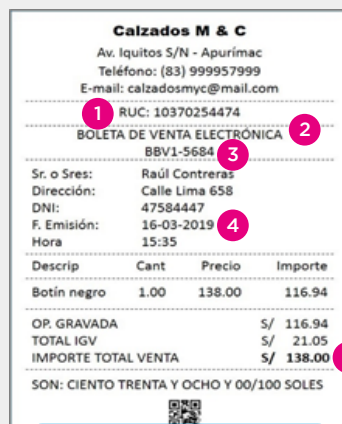 Calzados M & C
Av. Iquitos S/N - Apurímac
Teléfono: (83) 999957999
E-mail: calzadosmyc@mail.com
1 RUC: 10370254474
BOLETA DE VENTA ELECTRÓNICA 2
BBV1-5684 3
Sr. o Sres: Raúl Contreras
Dirección: Calle Lima 658
DNI: 47584447
F. Emisión: 16-03-2019 4
Hora 15:35
Descrip Cant Precio Importe
Botín negro 1.00 138.00 116.94
OP. GRAVADA S/ 116.94
TOTAL IGV S/ 21.05
IMPORTE TOTAL VENTA S/ 138.00
SON: CIENTO TRENTA Y OCHO Y 00/100 SOLES